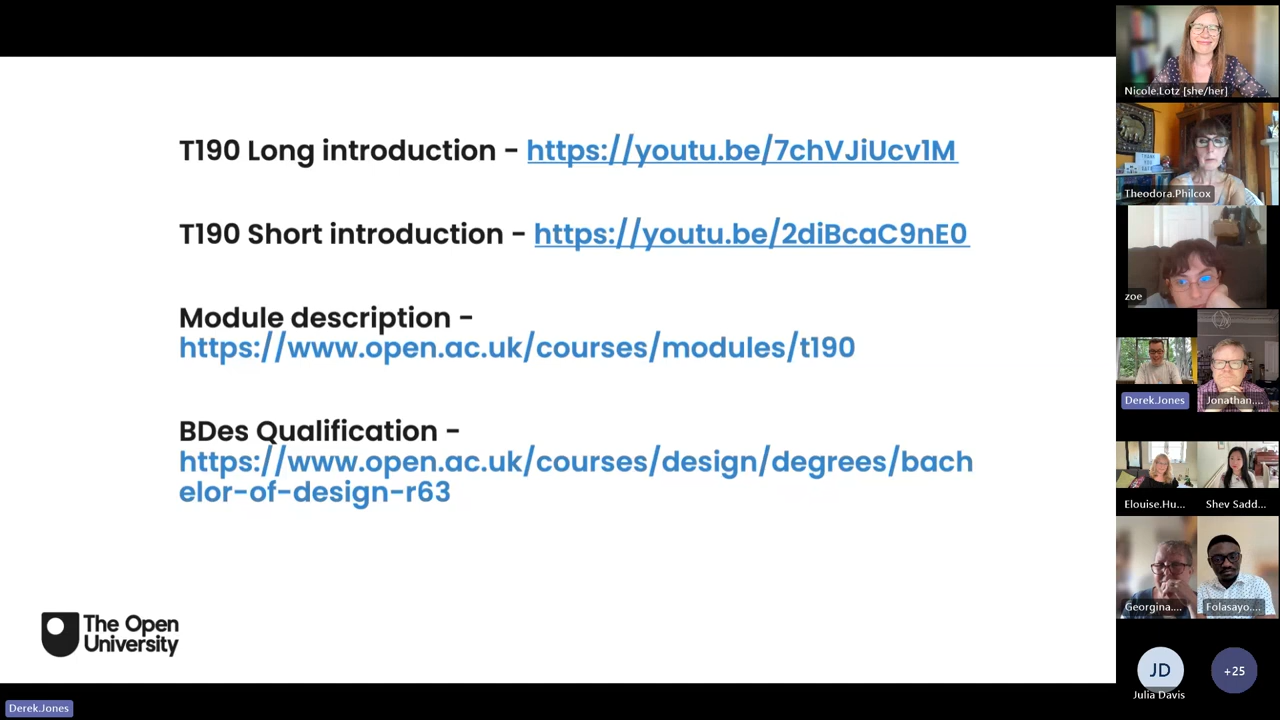 T190 Long introduction - https://youtu.be/7chVJiUcv1M
T190 Short introduction - https://youtu.be/2diBcaC9nE0
Module description -
https://www.open.ac.uk/courses/modules/t190
BDes Qualification -
https://www.open.ac.uk/courses/design/degrees/bach
elor-of-design-r63
The Open
University
Derek.Jones
Nicole.Lotz [she/her]
THANK
YOU
Theodora.Philcox
zoe
Derek.Jones
Jonathan....
Elouise.Hu...
Shev Sadd...
Georgina....
Folasayo....
JD
Julia Davis
+25